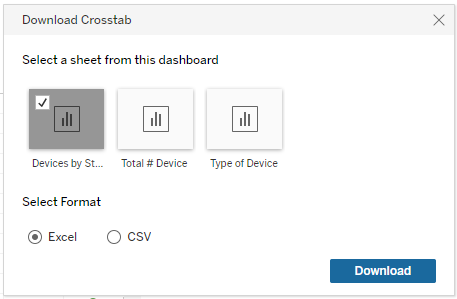 Download Crosstab
Select a sheet from this dashboard
Devices by St...
Total # Device
Type of Device
Select Format
Excel
CSV
Download